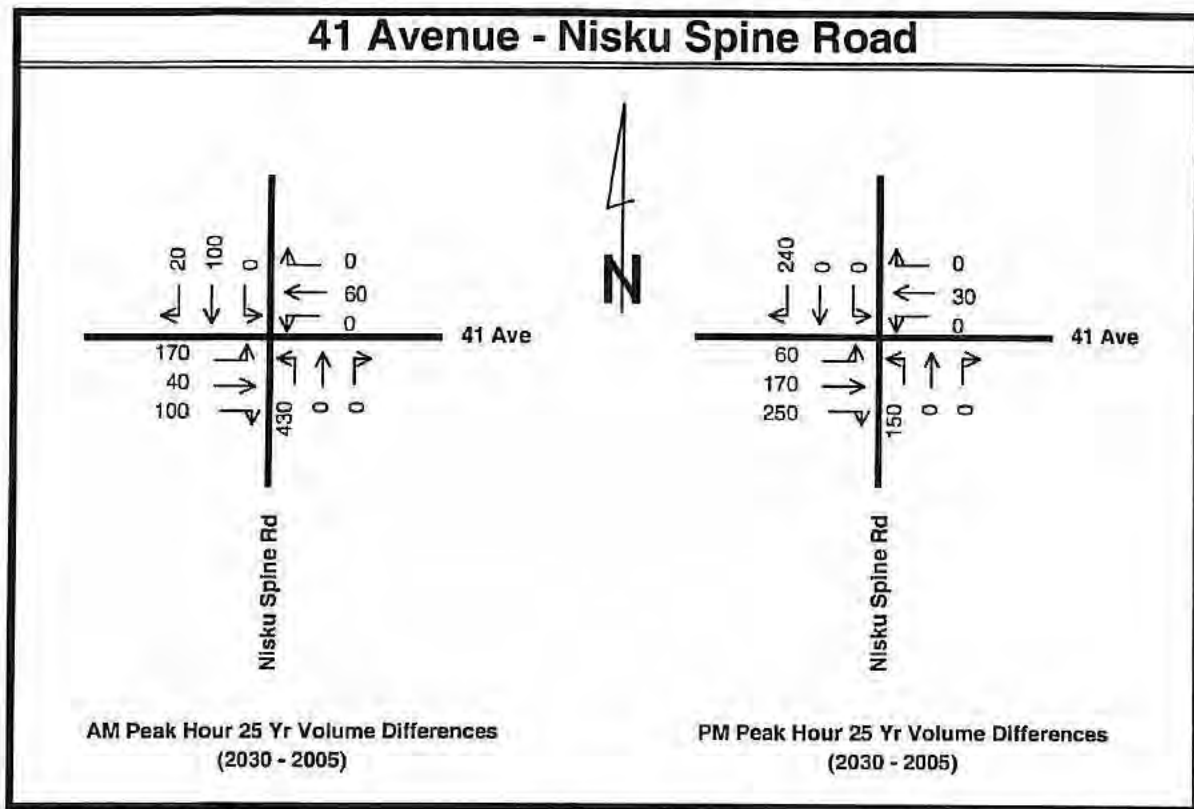 41 Avenue - Nisku Spine Road
20 100 0
0
60
0
41 Ave
170
40
100
430 0 0
Nisku Spine Rd
AM Peak Hour 25 Yr Volume Differences
(2030 - 2005)
N
240 0 0
0
30
0
41 Ave
60
170
250
150 0 0
Nisku Spine Rd
PM Peak Hour 25 Yr Volume Differences
(2030 - 2005)